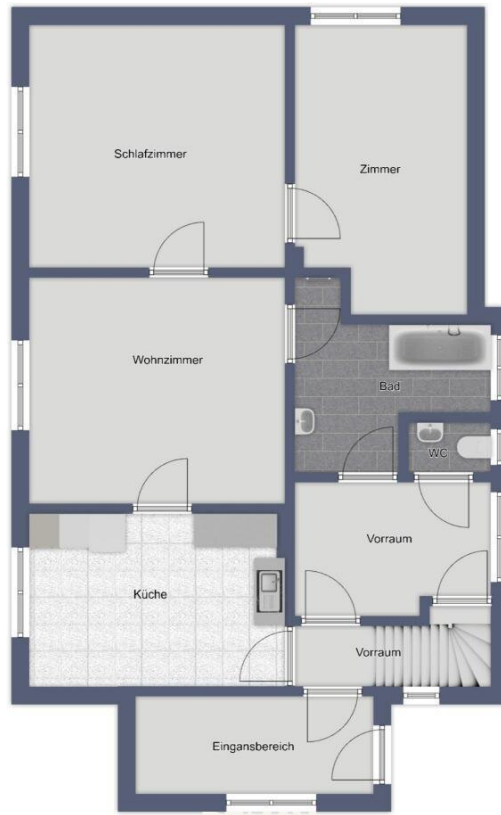 Schlafzimmer
Zimmer
Wohnzimmer
Bad
WC
Vorraum
Küche
Vorraum
Eingansbereich